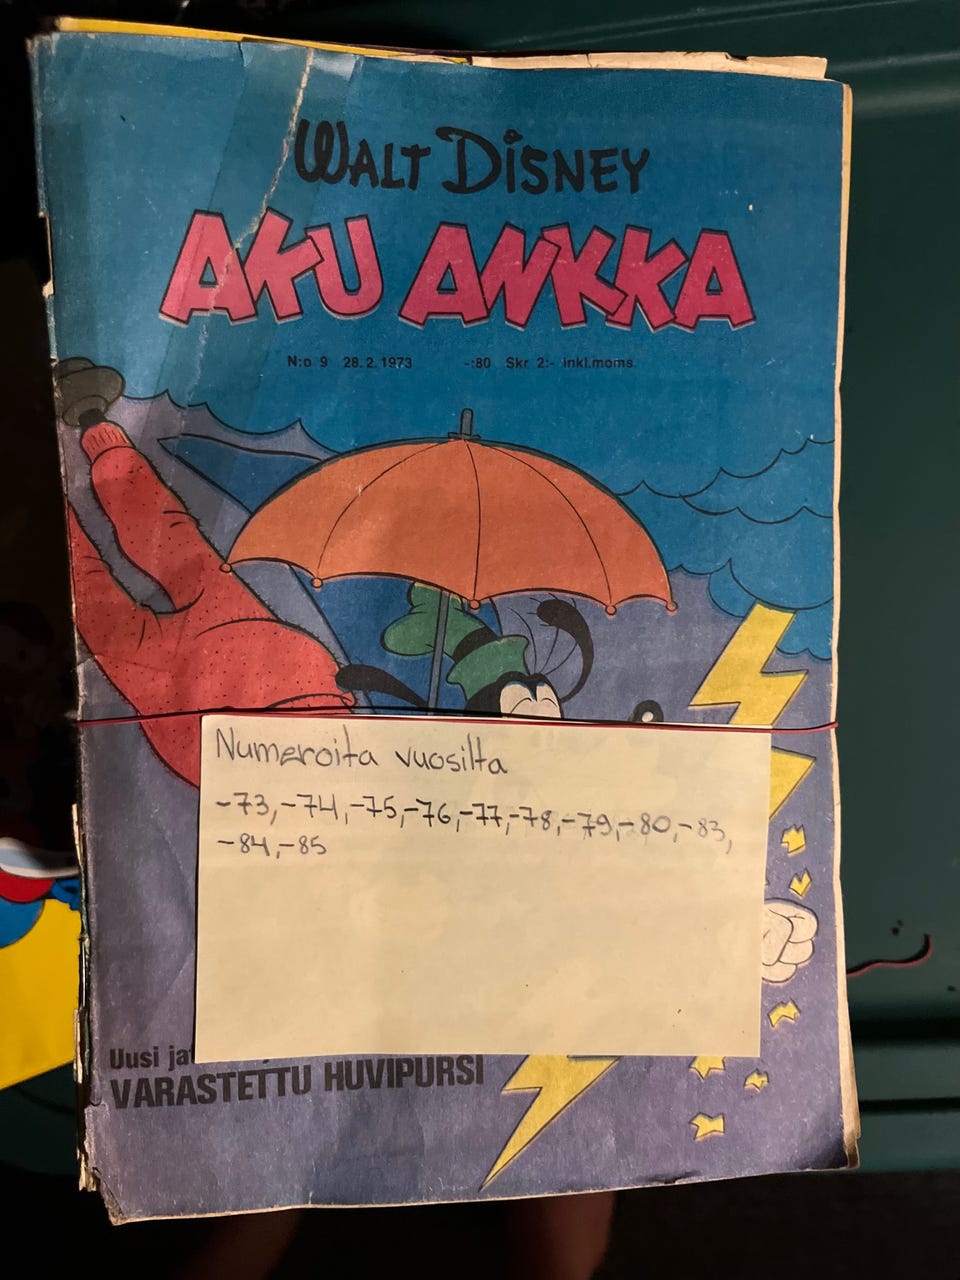 WALT DISNEY
AKU ANKKA
N:o 9 28.2.1973 -:80 Skr 2:- inkl.moms.
Numeroita vuosilta
-73,-74,-75,-76,-77,-78,-79,-80,-83,
-84,-85
Uusi
VARASTETTU HUVIPURSI